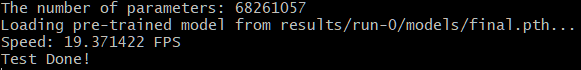 The number of parameters: 68261057
Loading pre-trained model from results/run-0/models/final.pth...
Speed: 19.371422 FPS
Test Done!